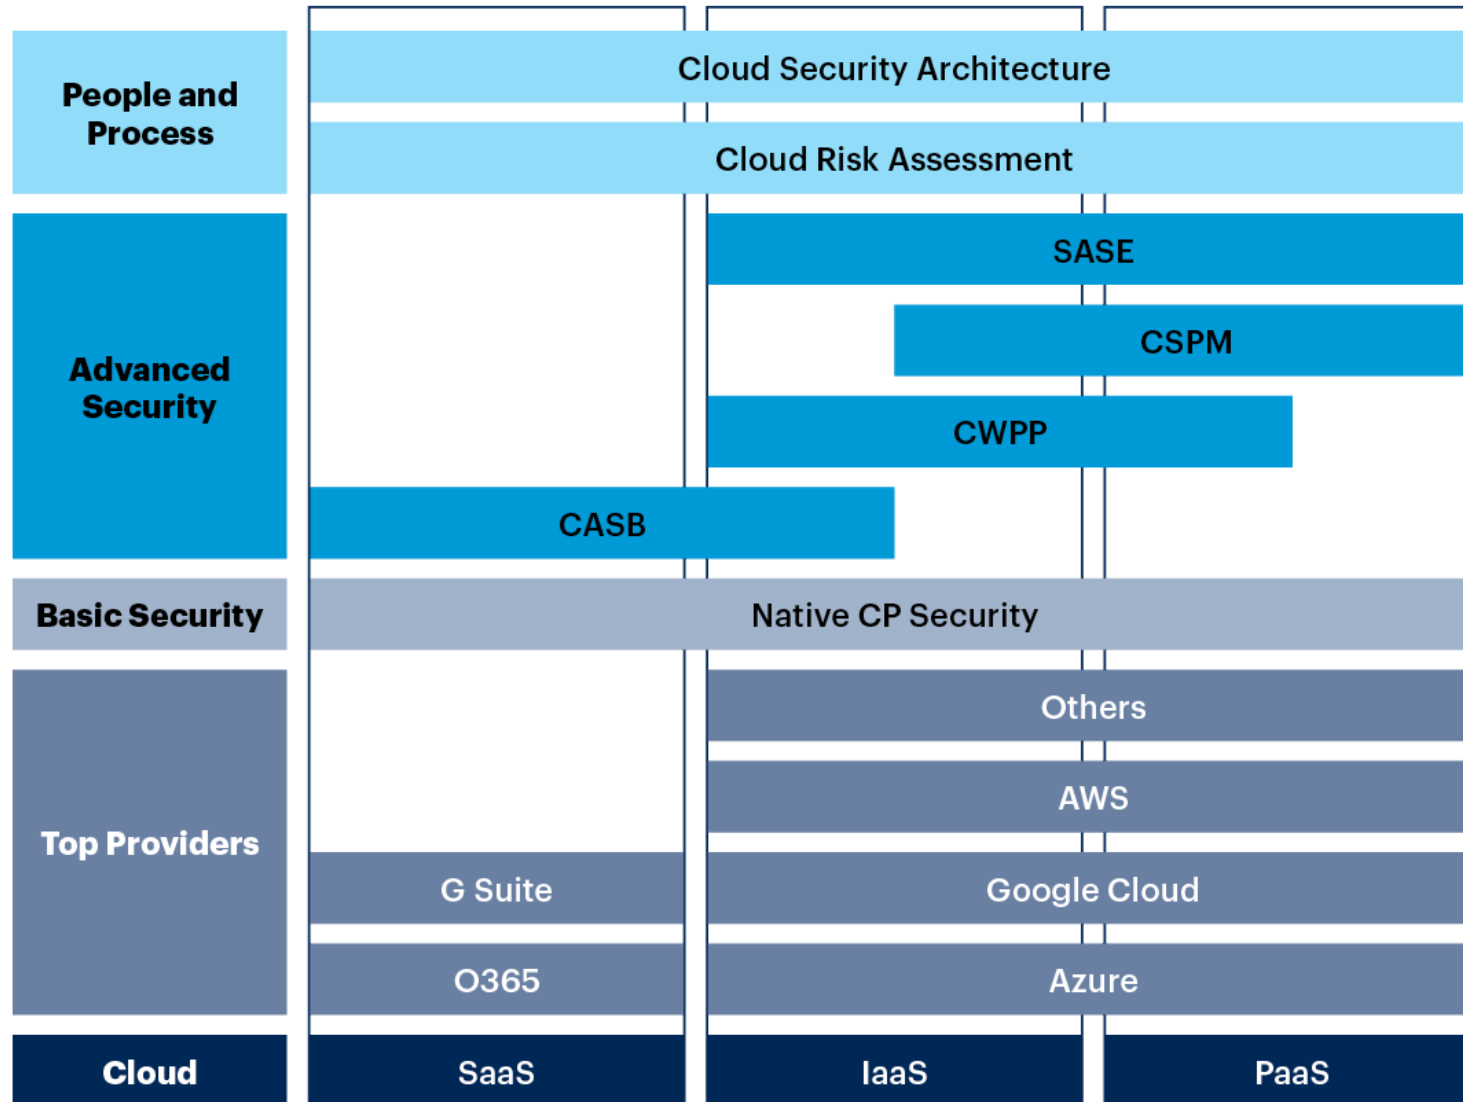 People and
Process
Cloud Security Architecture
Cloud Risk Assessment
Advanced
Security
SASE
CSPM
CWPP
CASB
Basic Security
Native CP Security
Top Providers
Others
AWS
G Suite
Google Cloud
O365
Azure
Cloud
SaaS
IaaS
PaaS